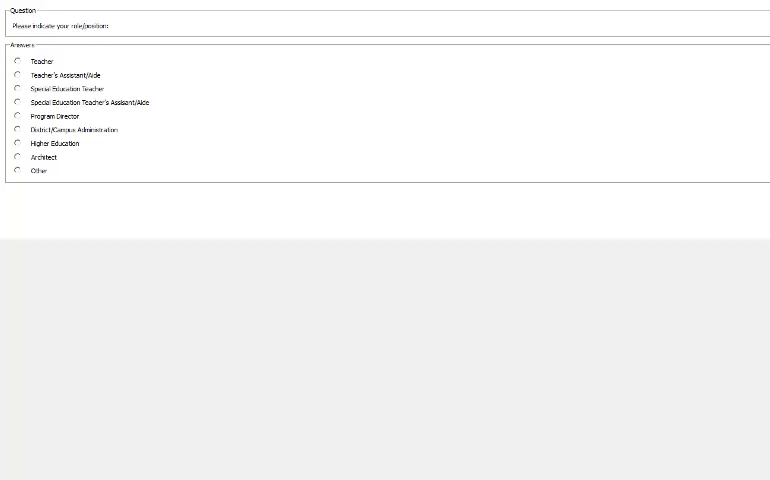 Question
Please indicate your role/position:
Answers
Teacher
Teacher's Assistant/Aide
Special Education Teacher
Special Education Teacher's Assisant/Aide
Program Director
District/Campus Administration
Higher Education
Architect
Other